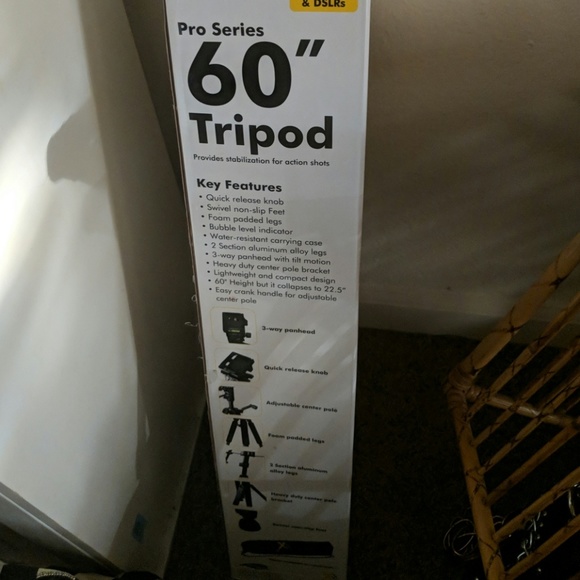 & DSLRs
Pro Series
60"
Tripod
Provides stabilization for action shots
Key Features
• Quick release knob
• Swivel non-slip Feet
• Foam padded legs
• Bubble level indicator
• Water-resistant carrying case
• 2 Section aluminum alloy legs
• 3-way panhead with tilt motion
• Heavy duty center pole bracket
• Lightweight and compact design
• 60" Height but it collapses to 22.5"
• Easy crank handle for adjustable
center pole
3-way panhead
Quick release knob
Adjustable center pole
Foam padded legs
Section aluminum
alloy legs
Heavy duty center pole
bracket